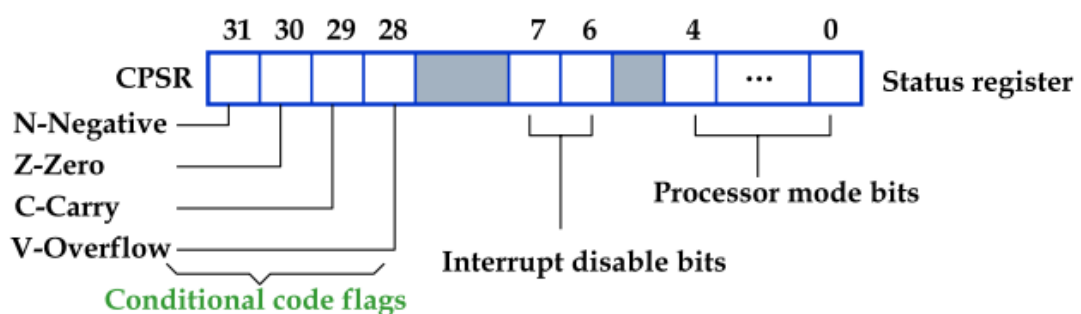 31 30 29 28 7 6 4 0
CPSR ... Status register
N-Negative
Z-Zero
C-Carry
V-Overflow
Processor mode bits
Interrupt disable bits
Conditional code flags